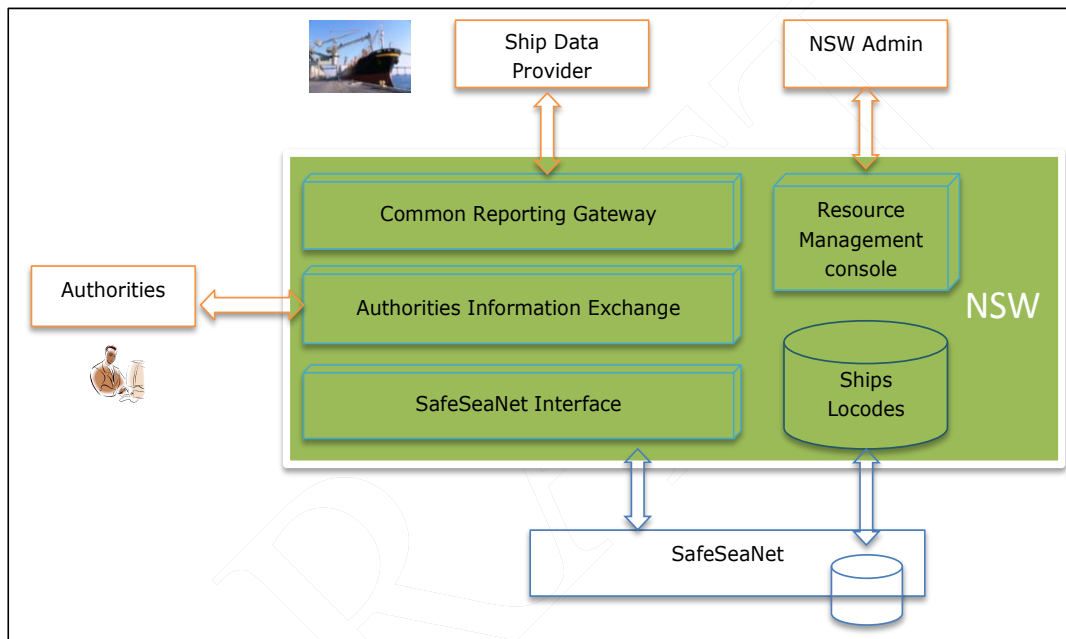 Ship Data
Provider
NSW Admin
Common Reporting Gateway
Resource
Management
console
Authorities
Authorities Information Exchange
NSW
SafeSeaNet Interface
Ships
Locodes
SafeSeaNet